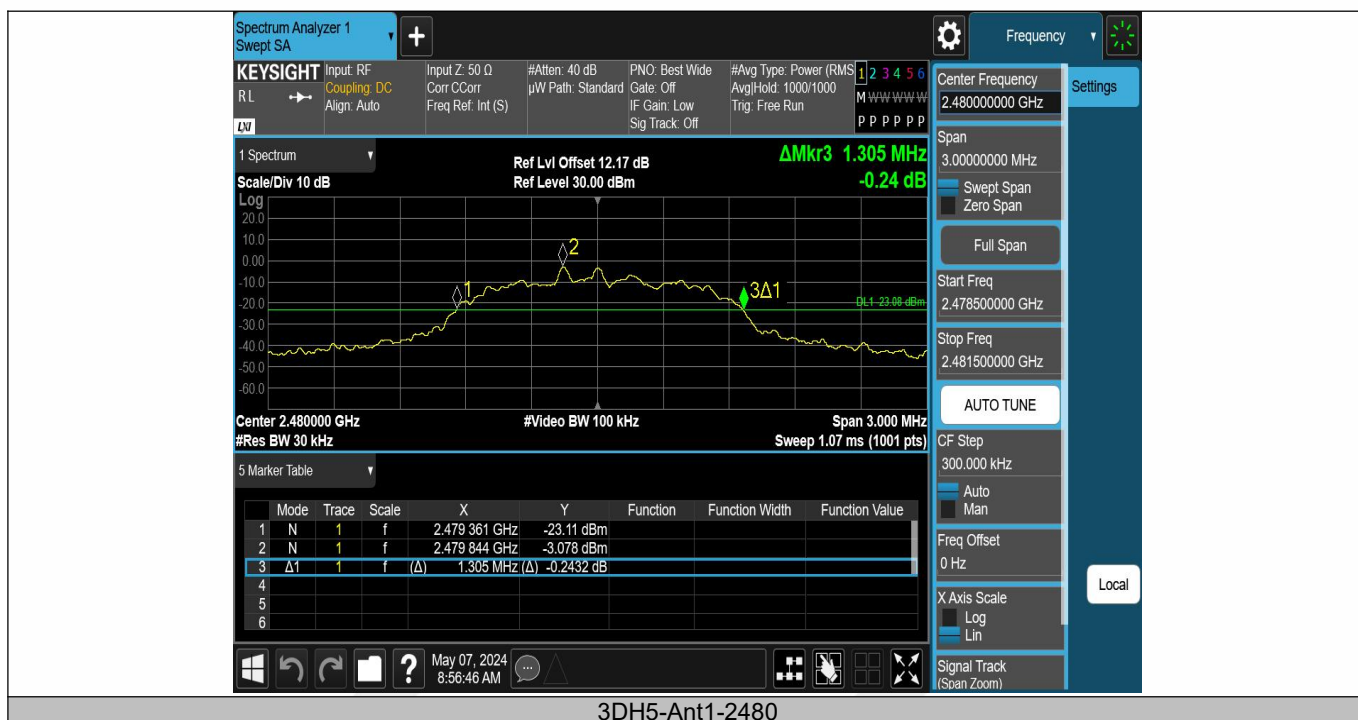 Spectrum Analyzer 1
Swept SA
+
Frequency
KEYSIGHT
RL
LXI
Input: RF
Coupling: DC
Align: Auto
Input Z: 50 Ω
Corr CCorr
Freq Ref: Int (S)
#Atten: 40 dB
µW Path: Standard
PNO: Best Wide
Gate: Off
IF Gain: Low
Sig Track: Off
#Avg Type: Power (RMS
Avg|Hold: 1000/1000
Trig: Free Run
1 2 3 4 5 6
M W W W W W
P P P P P P
1 Spectrum
Scale/Div 10 dB
Ref Lvl Offset 12.17 dB
Ref Level 30.00 dBm
ΔMkr3 1.305 MHz
-0.24 dB
Log
20.0
10.0
0.00
-10.0
-20.0
-30.0
-40.0
-50.0
-60.0
1
2
3Δ1
DL1 -23.08 dBm
Center 2.480000 GHz
#Res BW 30 kHz
#Video BW 100 kHz
Span 3.000 MHz
Sweep 1.07 ms (1001 pts)
5 Marker Table
Mode Trace Scale X Y Function Function Width Function Value
1 N 1 f 2.479 361 GHz -23.11 dBm
2 N 1 f 2.479 844 GHz -3.078 dBm
3 Δ1 1 f (Δ) 1.305 MHz (Δ) -0.2432 dB
4
5
6
?
May 07, 2024
8:56:46 AM
Center Frequency
2.480000000 GHz
Settings
Span
3.00000000 MHz
Swept Span
Zero Span
Full Span
Start Freq
2.478500000 GHz
Stop Freq
2.481500000 GHz
AUTO TUNE
CF Step
300.000 kHz
Auto
Man
Freq Offset
0 Hz
Local
X Axis Scale
Log
Lin
Signal Track
(Span Zoom)
3DH5-Ant1-2480